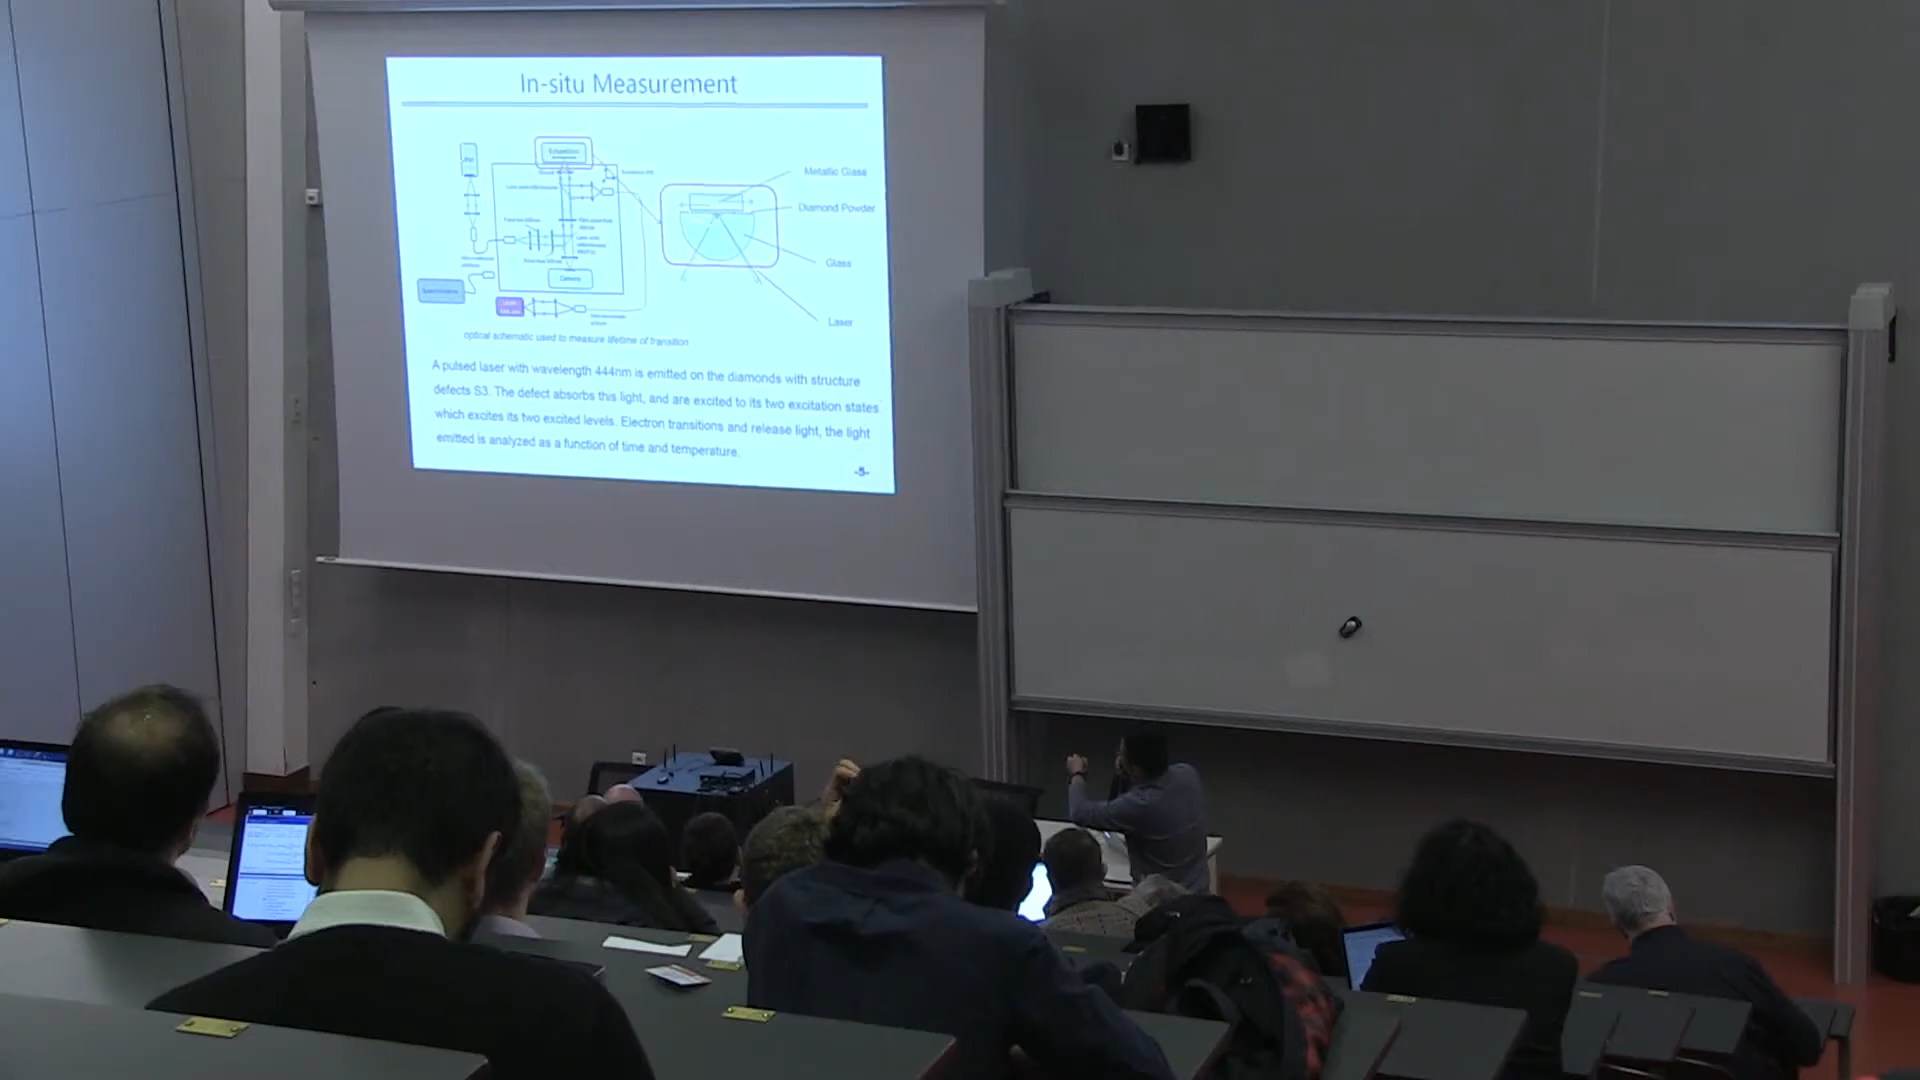 In-situ Measurement
Metallic Glass
Diamond Powder
Glass
Laser
Camera
optical schematic used to measure lifetime of transition
A pulsed laser with wavelength 444nm is emitted on the diamonds with structure
defects S3. The defect absorbs this light, and are excited to its two excitation states
which excites its two excited levels. Electron transitions and release light, the light
emitted is analyzed as a function of time and temperature.
-5-